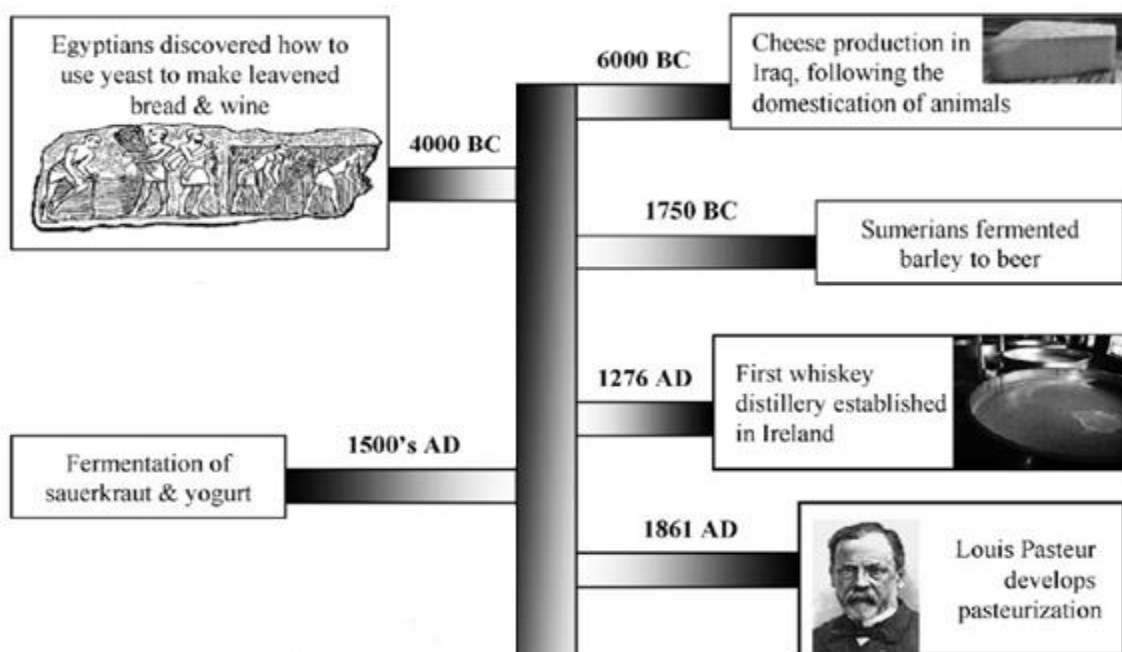 Egyptians discovered how to
use yeast to make leavened
bread & wine
4000 BC
6000 BC
Cheese production in
Iraq, following the
domestication of animals
1750 BC
Sumerians fermented
barley to beer
1276 AD
First whiskey
distillery established
in Ireland
1500's AD
Fermentation of
sauerkraut & yogurt
1861 AD
Louis Pasteur
develops
pasteurization